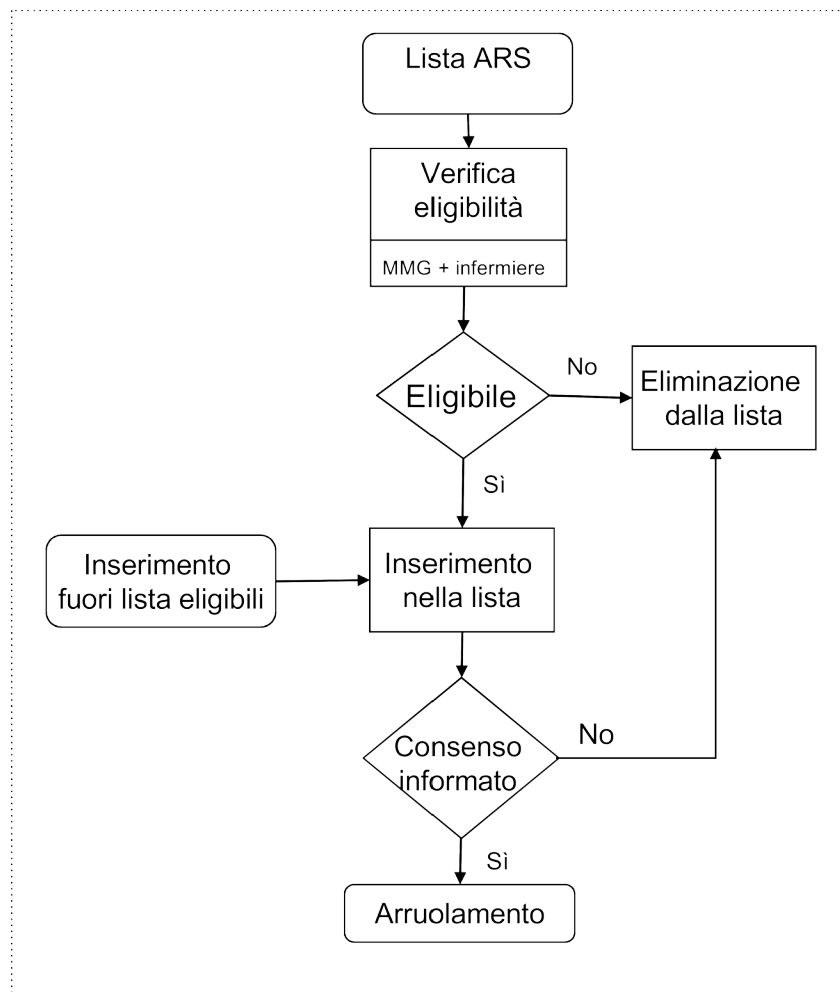 Lista ARS
Verifica
eligibilità
MMG + infermiere
Eligibile
No
Eliminazione
dalla lista
Sì
Inserimento
fuori lista eligibili
Inserimento
nella lista
Consenso
informato
No
Sì
Arruolamento